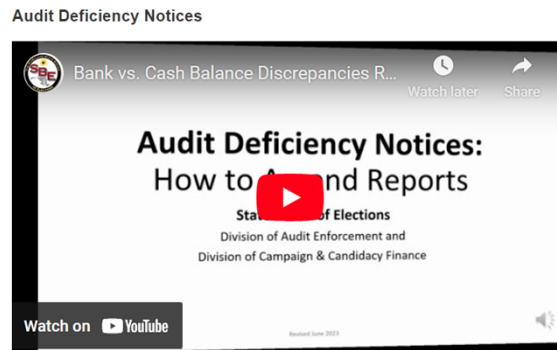 Audit Deficiency Notices
SBE
Bank vs. Cash Balance Discrepancies R...
Watch later
Share
Audit Deficiency Notices:
How to nd Reports
of Elections
Division of Audit Enforcement and
Division of Campaign & Candidacy Finance
Watch on YouTube
Revised June 2023